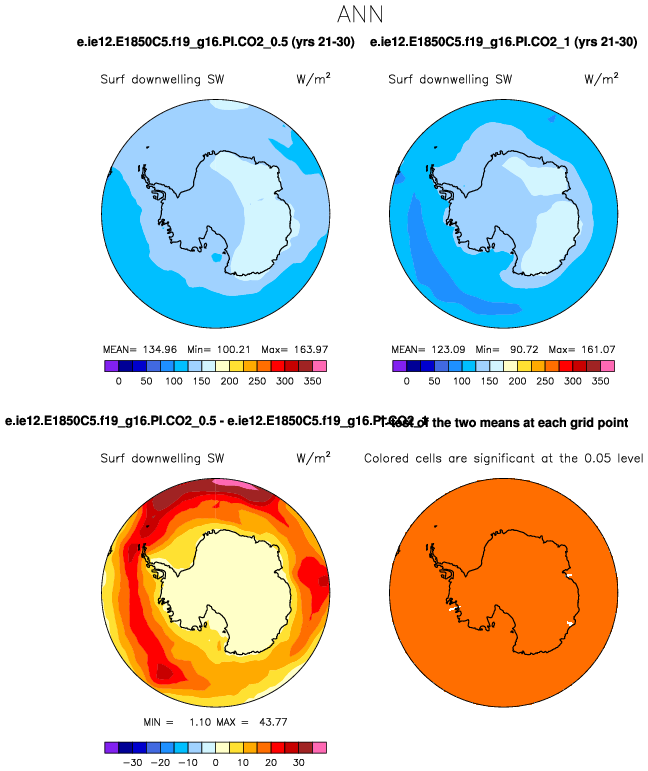 ANN
e.ie12.E1850C5.f19_g16.PI.CO2_0.5 (yrs 21-30)
e.ie12.E1850C5.f19_g16.PI.CO2_1 (yrs 21-30)
Surf downwelling SW W/m²
Surf downwelling SW W/m²
MEAN= 134.96 Min= 100.21 Max= 163.97
MEAN= 123.09 Min= 90.72 Max= 161.07
0 50 100 150 200 250 300 350
0 50 100 150 200 250 300 350
e.ie12.E1850C5.f19_g16.PI.CO2_0.5 - e.ie12.E1850C5.f19_g16.PI.CO2_1
T-test of the two means at each grid point
Surf downwelling SW W/m²
Colored cells are significant at the 0.05 level
MIN = 1.10 MAX = 43.77
-30 -20 -10 0 10 20 30